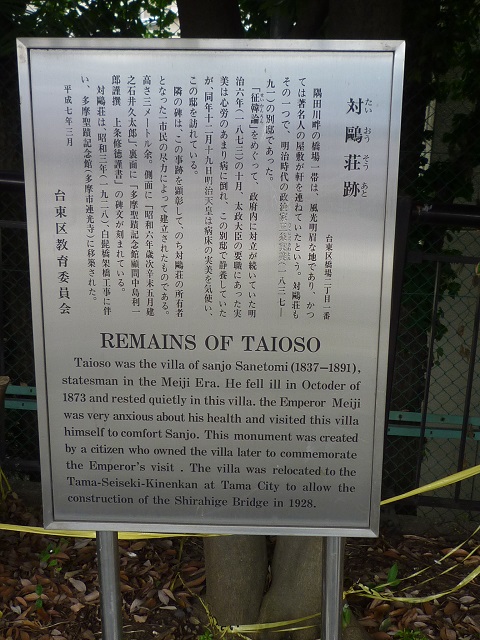 対鷗荘跡
たい おう そう あと
台東区橋場二丁目一番
隅田川畔の橋場一帯は、風光明眉な地であり、かつ
ては著名人の屋敷が軒を連ねていたという。対鷗荘も
その一つで、明治時代の政治家三条実美(一八三七―
九一)の別邸であった。
「征韓論」をめぐって、政府内に対立が続いていた明
治六年(一八七三)の十月、太政大臣の要職にあった実
美は心労のあまり病に倒れ、この別邸で静養していた
が、同年十二月十九日明治天皇は病床の実美を気使い、
この邸を訪れている。
隣の碑は、この事跡を顕彰して、のち対鷗荘の所有者
となった一市民の尽力によって建立されたものである。
高さ三メートル余。側面に「昭和六年歳次辛未五月建
之石井久太郎」、裏面に「多摩聖蹟記念館顧問中島利一
郎謹撰 上条修徳謹書」の碑文が刻まれている。
対鷗荘は、昭和三年(一九二八)、白髭橋架橋工事に伴
い、多摩聖蹟記念館(多摩市連光寺)に移築された。
平成七年三月
台東区教育委員会
REMAINS OF TAIOSO
Taioso was the villa of sanjo Sanetomi (1837−1891),
statesman in the Meiji Era. He fell ill in Octoder of
1873 and rested quietly in this villa. the Emperor Meiji
was very anxious about his health and visited this villa
himself to comfort Sanjo. This monument was created
by a citizen who owned the villa later to commemorate
the Emperor's visit . The villa was relocated to the
Tama-Seiseki-Kinenkan at Tama City to allow the
construction of the Shirahige Bridge in 1928.